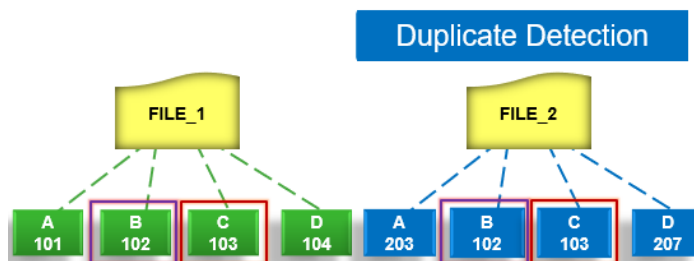 Duplicate Detection
FILE_1
FILE_2
A B C D A B C D
101 102 103 104 203 102 103 207